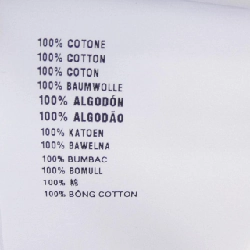 100% COTONE
100% COTTON
100% COTON
100% BAUMWOLLE
100% ALGODÓN
100% ALGODÃO
100% KATOEN
100% BAWELNA
100% BUMBAC
100% BOMULL
100% 棉
100% BÔNG COTTON